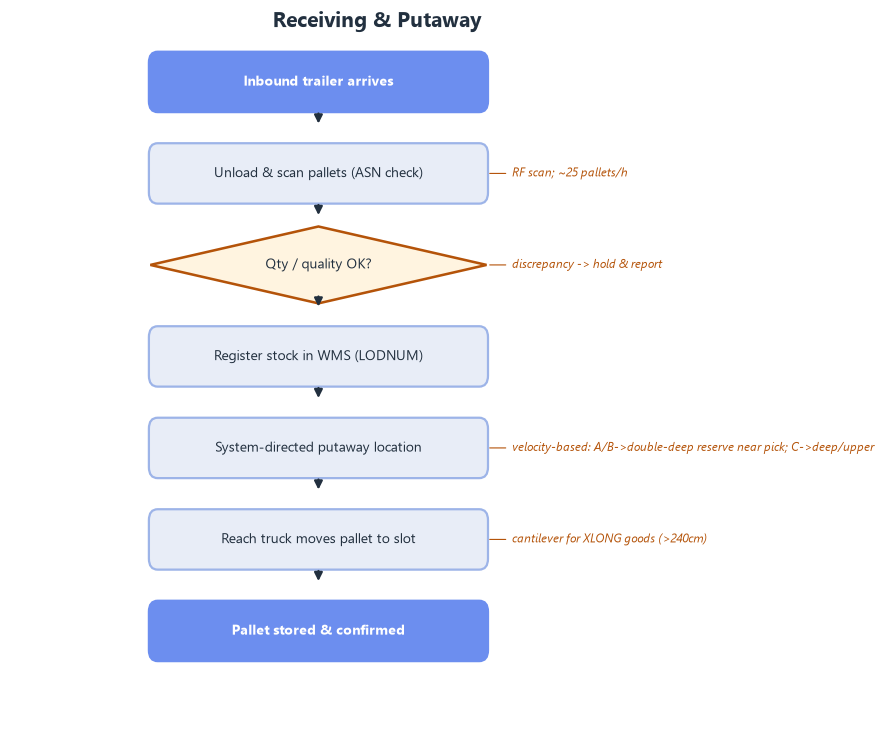 Receiving & Putaway
Inbound trailer arrives
Unload & scan pallets (ASN check)
RF scan; ~25 pallets/h
Qty / quality OK?
discrepancy -> hold & report
Register stock in WMS (LODNUM)
System-directed putaway location
velocity-based: A/B->double-deep reserve near pick; C->deep/upper
Reach truck moves pallet to slot
cantilever for XLONG goods (>240cm)
Pallet stored & confirmed